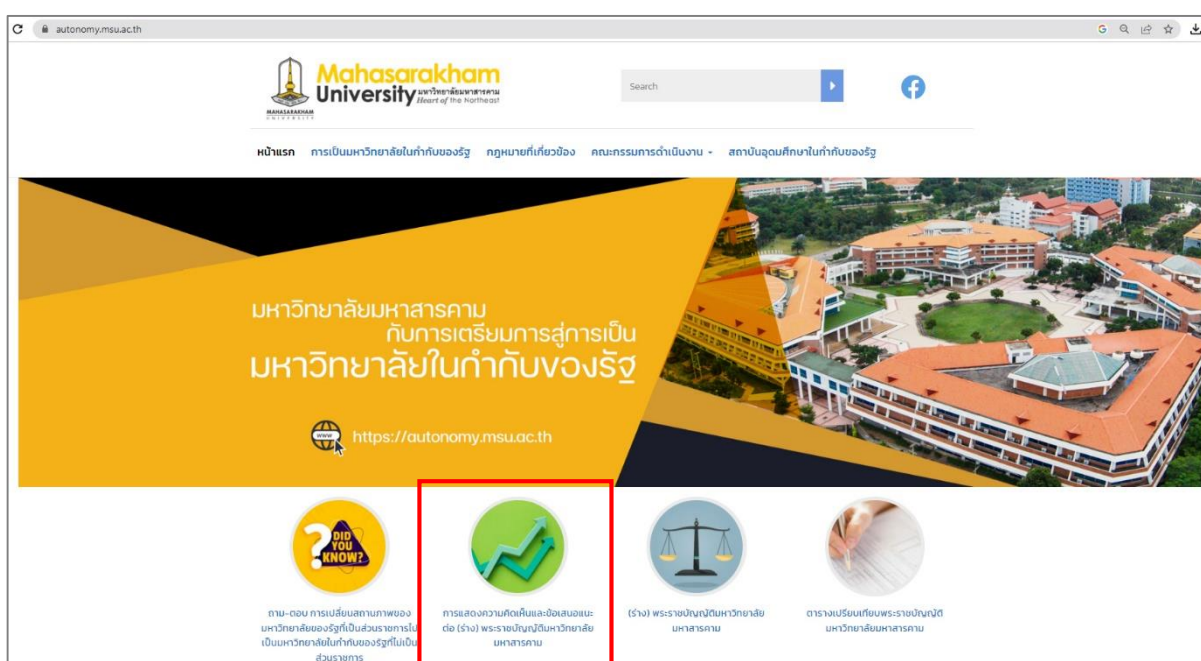 autonomy.msu.ac.th
Mahasarakham
University มหาวิทยาลัยมหาสารคาม
Heart of the Northeast
MAHASARAKHAM
UNIVERSITY
Search
หน้าแรก การเป็นมหาวิทยาลัยในกำกับของรัฐ กฎหมายที่เกี่ยวข้อง คณะกรรมการดำเนินงาน สถาบันอุดมศึกษาในกำกับของรัฐ
มหาวิทยาลัยมหาสารคาม
กับการเตรียมการสู่การเป็น
มหาวิทยาลัยในกำกับของรัฐ
www https://autonomy.msu.ac.th
DID
YOU
KNOW?
ถาม-ตอบ การเปลี่ยนสถานภาพของ
มหาวิทยาลัยของรัฐที่เป็นส่วนราชการไป
เป็นมหาวิทยาลัยในกำกับของรัฐที่ไม่เป็น
ส่วนราชการ
การแสดงความคิดเห็นและข้อเสนอแนะ
ต่อ (ร่าง) พระราชบัญญัติมหาวิทยาลัย
มหาสารคาม
(ร่าง) พระราชบัญญัติมหาวิทยาลัย
มหาสารคาม
ตารางเปรียบเทียบพระราชบัญญัติ
มหาวิทยาลัยมหาสารคาม